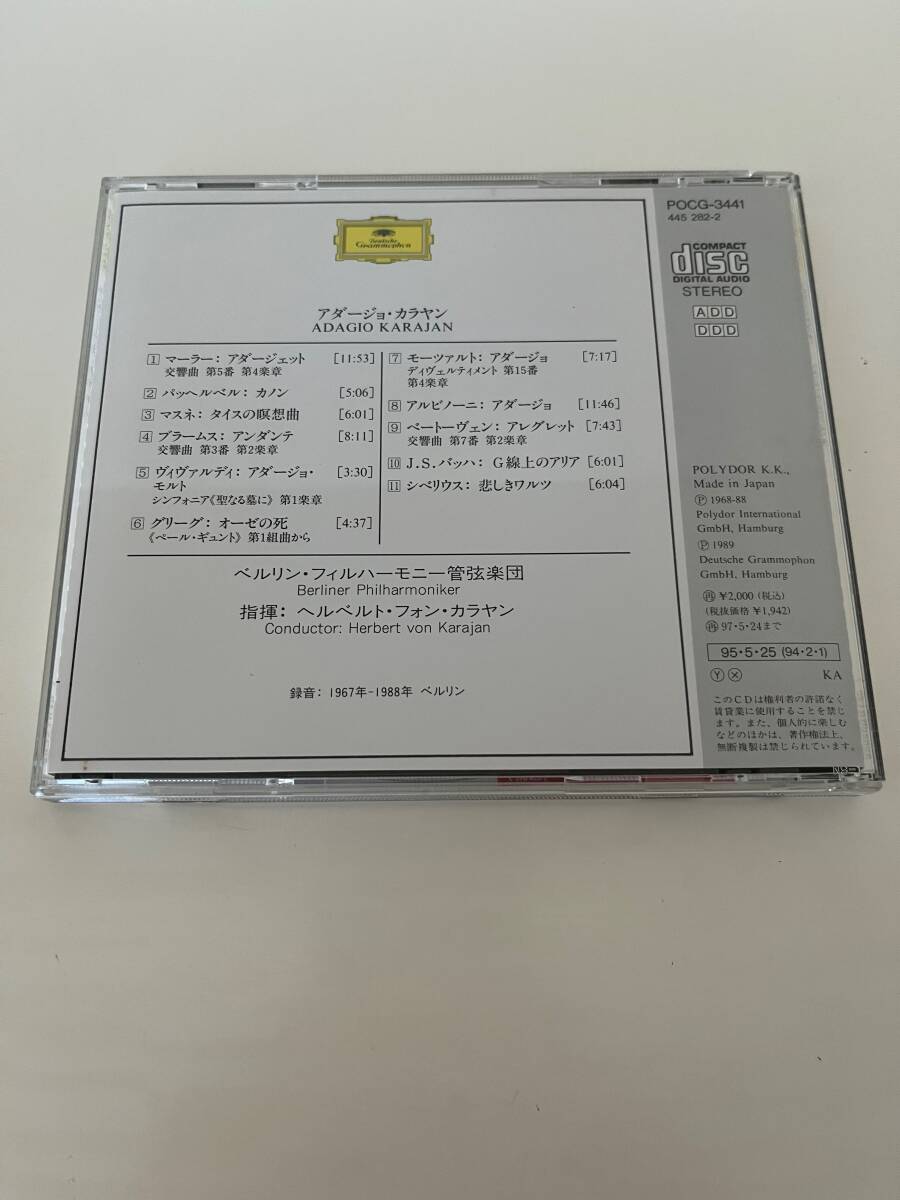 Deutsche
Grammophon
アダージョ・カラヤン
ADAGIO KARAJAN
1 マーラー: アダージェット [11:53]
交響曲 第5番 第4楽章
2 パッヘルベル: カノン [5:06]
3 マスネ: タイスの瞑想曲 [6:01]
4 ブラームス: アンダンテ [8:11]
交響曲 第3番 第2楽章
5 ヴィヴァルディ: アダージョ・ [3:30]
モルト
シンフォニア《聖なる墓に》 第1楽章
6 グリーグ: オーゼの死 [4:37]
《ペール・ギュント》 第1組曲から
7 モーツァルト: アダージョ [7:17]
ディヴェルティメント 第15番
第4楽章
8 アルビノーニ: アダージョ [11:46]
9 ベートーヴェン: アレグレット [7:43]
交響曲 第7番 第2楽章
10 J.S.バッハ: G線上のアリア [6:01]
11 シベリウス: 悲しきワルツ [6:04]
ベルリン・フィルハーモニー管弦楽団
Berliner Philharmoniker
指揮: ヘルベルト・フォン・カラヤン
Conductor: Herbert von Karajan
録音: 1967年-1988年 ベルリン
POCG-3441
445 282-2
COMPACT
disc
DIGITAL AUDIO
STEREO
ADD
DDD
POLYDOR K.K.,
Made in Japan
Ⓟ 1968-88
Polydor International
GmbH, Hamburg
Ⓟ 1989
Deutsche Grammophon
GmbH, Hamburg
再 ¥2,000 (税込)
(税抜価格 ¥1,942)
再 97・5・24まで
95・5・25 (94・2・1)
Ⓨ Ⓧ KA
このCDは権利者の許諾なく
賃貸業に使用することを禁じ
ます。また、個人的に楽しむ
などのほかは、著作権法上、
無断複製は禁じられています。